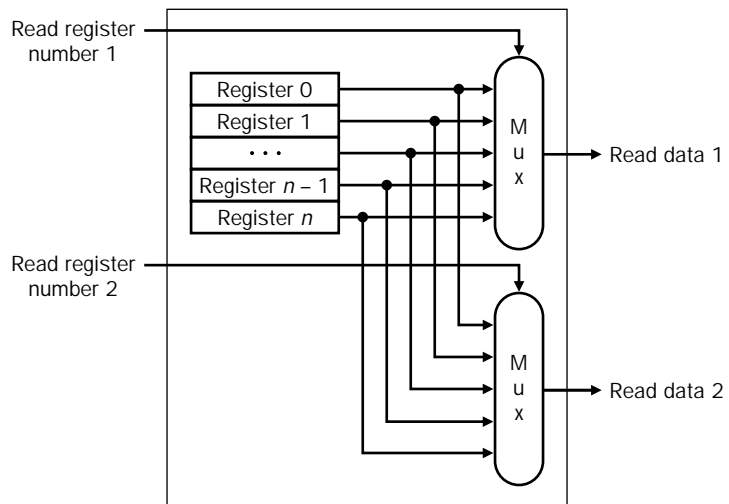 Read register
number 1
Register 0
Register 1
· · ·
Register n – 1
Register n
M
u
x
Read data 1
Read register
number 2
M
u
x
Read data 2